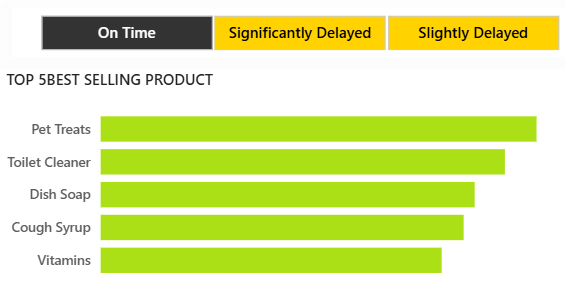 On Time Significantly Delayed Slightly Delayed
TOP 5BEST SELLING PRODUCT
Pet Treats
Toilet Cleaner
Dish Soap
Cough Syrup
Vitamins